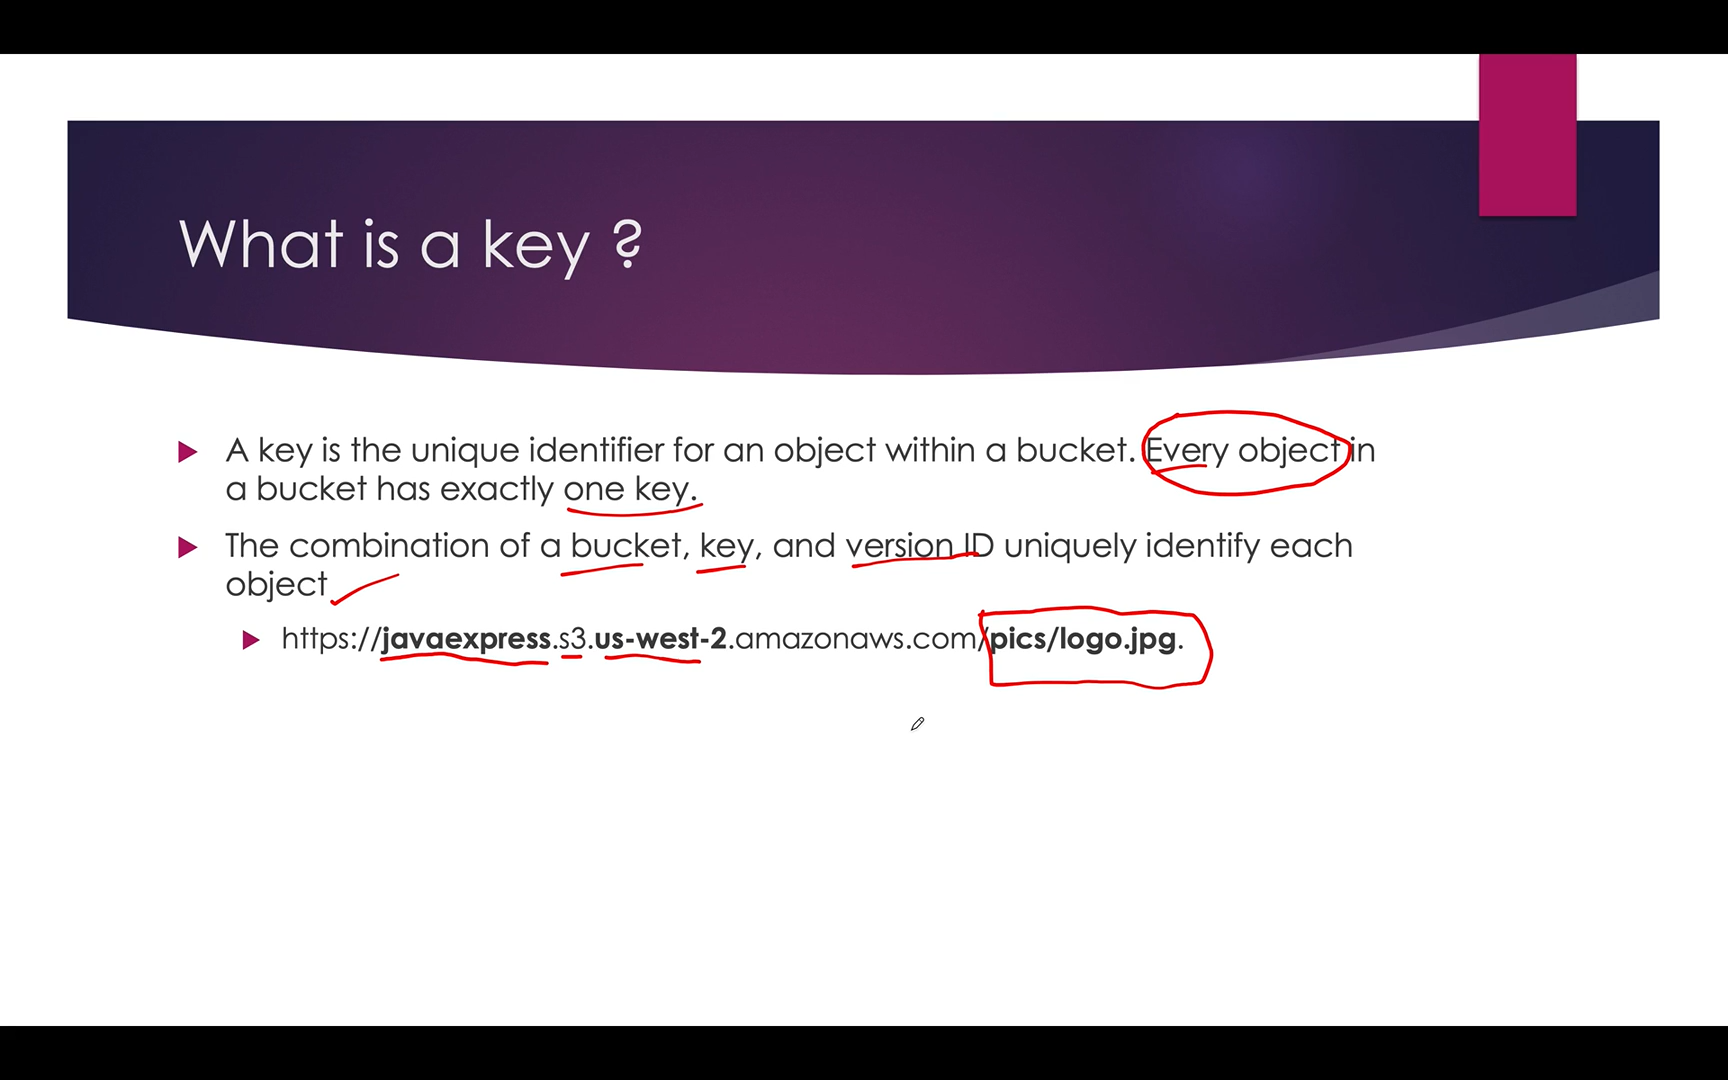 What is a key ?
A key is the unique identifier for an object within a bucket. Every object in
a bucket has exactly one key.
The combination of a bucket, key, and version ID uniquely identify each
object
https://javaexpress.s3.us-west-2.amazonaws.com/pics/logo.jpg.